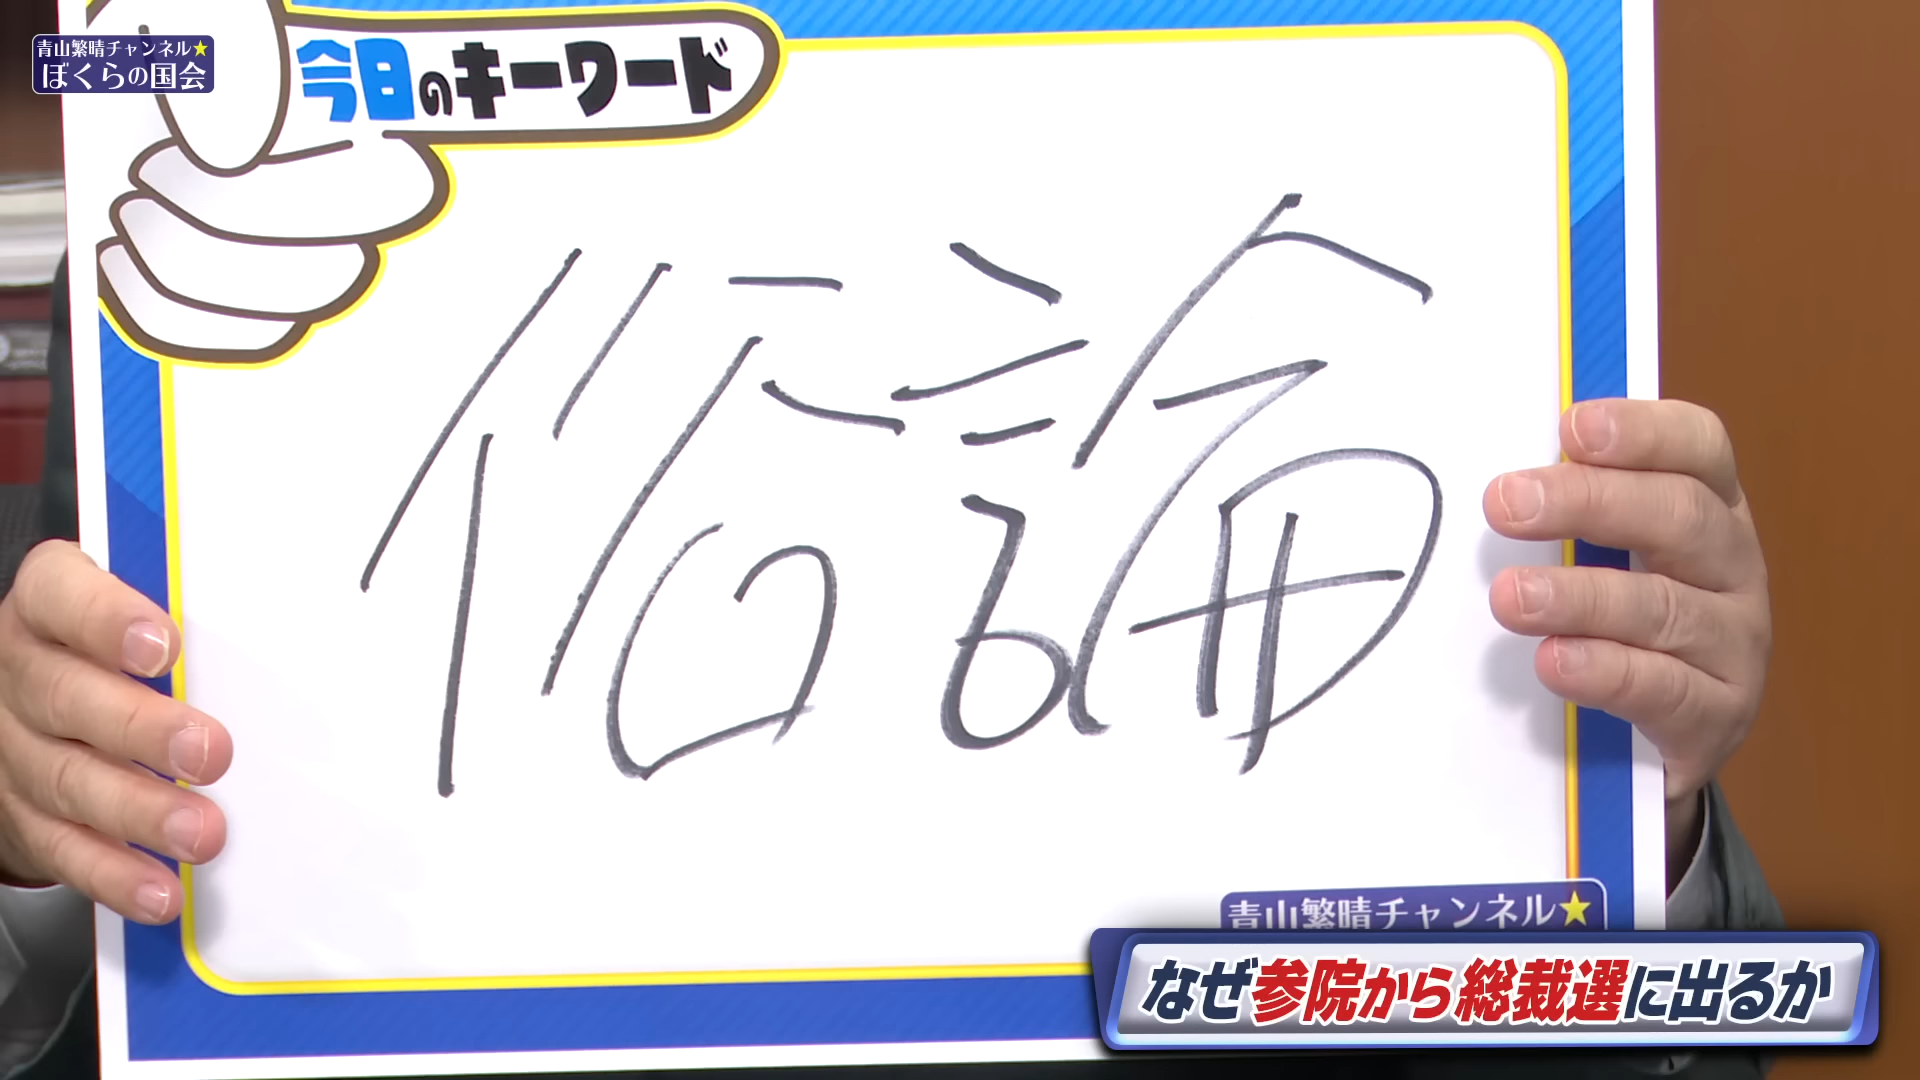 青山繁晴チャンネル★
ぼくらの国会
今日のキーワード
俗論
青山繁晴チャンネル★
なぜ参院から総裁選に出るか